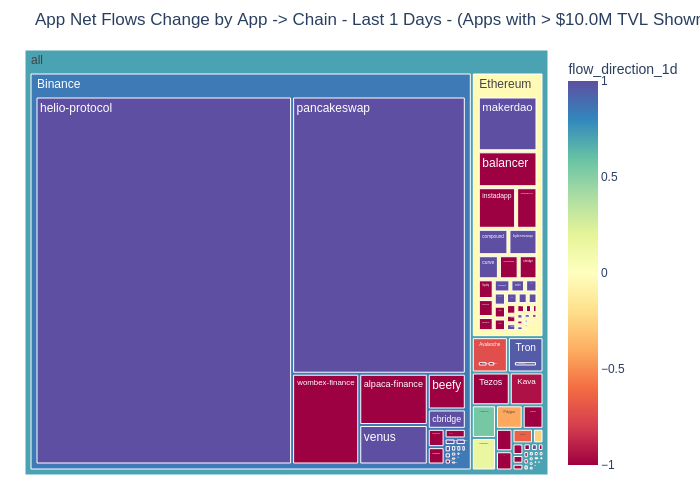 App Net Flows Change by App -> Chain - Last 1 Days - (Apps with > $10.0M TVL Shown
all
Binance
Ethereum
helio-protocol
pancakeswap
makerdao
balancer
instadapp
compound
curve
wombex-finance
alpaca-finance
beefy
cbridge
venus
Avalanche
Tron
Tezos
Kava
Polygon
flow_direction_1d
1
0.5
0
−0.5
−1